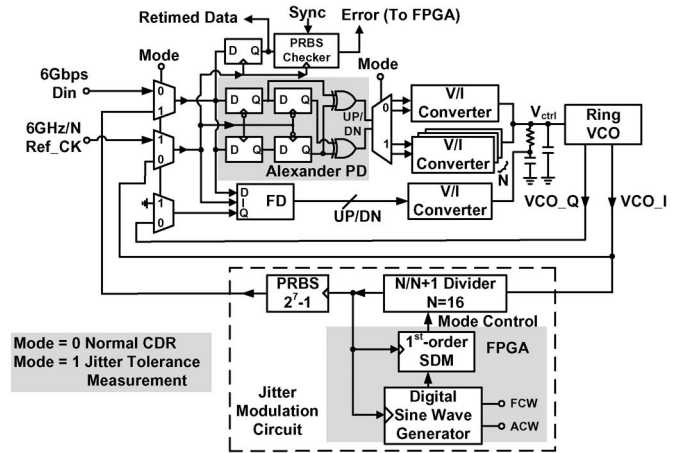 Retimed Data
Sync
Error (To FPGA)
Mode
D Q
PRBS
Checker
Mode
6Gbps
Din
0
1
D Q
D Q
UP/
DN
0
1
V/I
Converter
V/I
Converter
N
Vctrl
Ring
VCO
6GHz/N
Ref_CK
1
0
D Q
D Q
Alexander PD
1
0
D
I
Q
FD
UP/DN
V/I
Converter
VCO_Q
VCO_I
PRBS
2^7-1
N/N+1 Divider
N=16
Mode Control
Mode = 0 Normal CDR
Mode = 1 Jitter Tolerance
Measurement
1st-order
SDM
FPGA
Jitter
Modulation
Circuit
Digital
Sine Wave
Generator
FCW
ACW